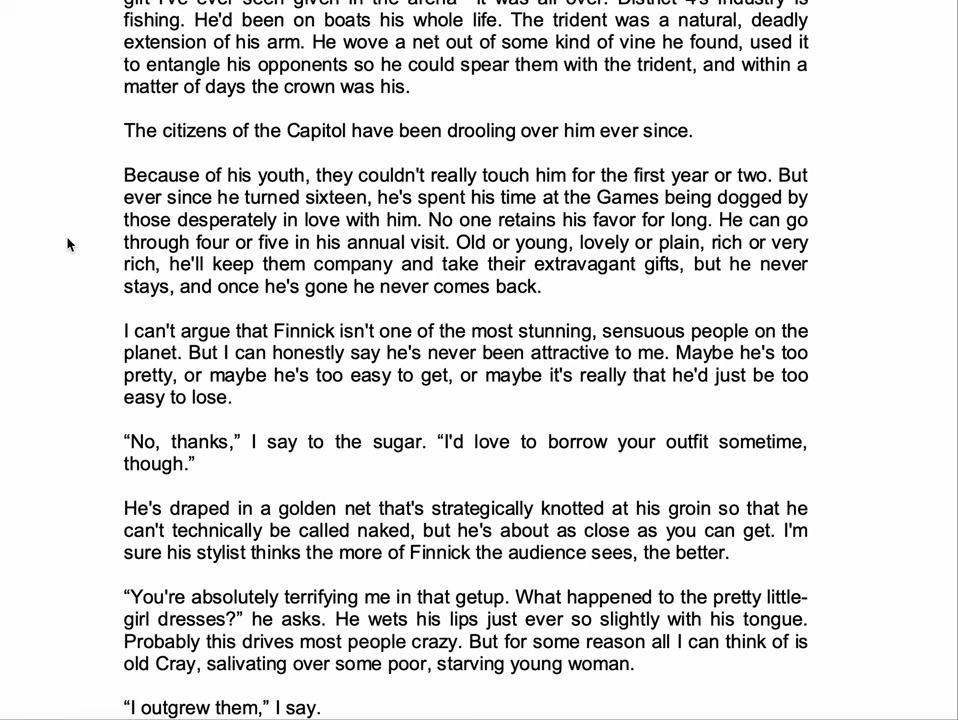 fishing. He'd been on boats his whole life. The trident was a natural, deadly
extension of his arm. He wove a net out of some kind of vine he found, used it
to entangle his opponents so he could spear them with the trident, and within a
matter of days the crown was his.
The citizens of the Capitol have been drooling over him ever since.
Because of his youth, they couldn't really touch him for the first year or two. But
ever since he turned sixteen, he's spent his time at the Games being dogged by
those desperately in love with him. No one retains his favor for long. He can go
through four or five in his annual visit. Old or young, lovely or plain, rich or very
rich, he'll keep them company and take their extravagant gifts, but he never
stays, and once he's gone he never comes back.
I can't argue that Finnick isn't one of the most stunning, sensuous people on the
planet. But I can honestly say he's never been attractive to me. Maybe he's too
pretty, or maybe he's too easy to get, or maybe it's really that he'd just be too
easy to lose.
“No, thanks,” I say to the sugar. “I'd love to borrow your outfit sometime,
though.”
He's draped in a golden net that's strategically knotted at his groin so that he
can't technically be called naked, but he's about as close as you can get. I'm
sure his stylist thinks the more of Finnick the audience sees, the better.
“You're absolutely terrifying me in that getup. What happened to the pretty little-
girl dresses?” he asks. He wets his lips just ever so slightly with his tongue.
Probably this drives most people crazy. But for some reason all I can think of is
old Cray, salivating over some poor, starving young woman.
“I outgrew them,” I say.